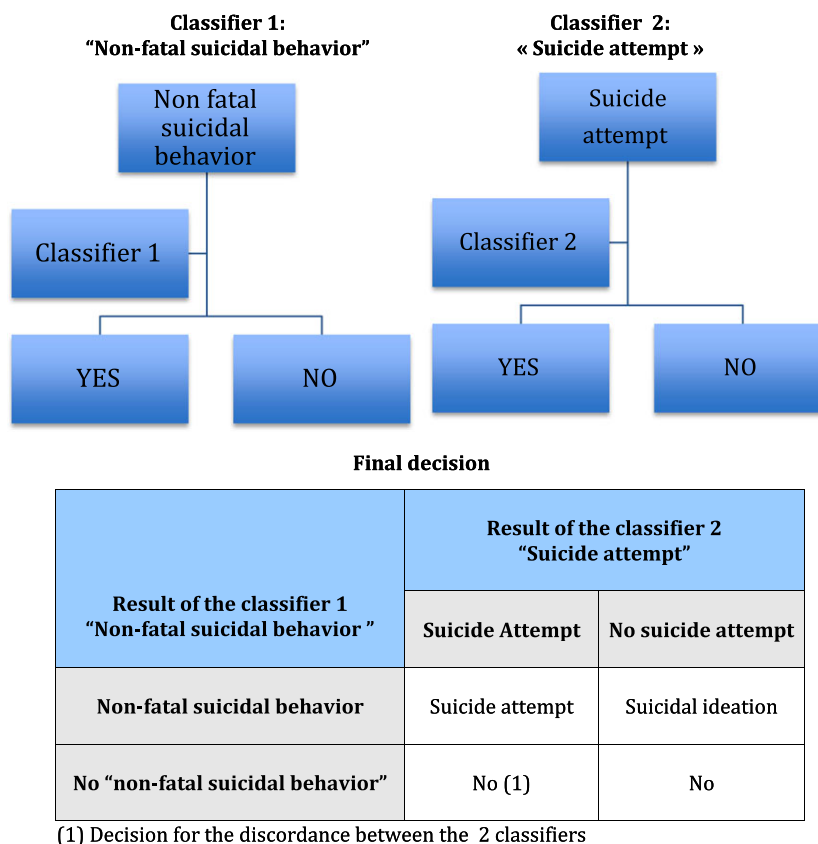 Classifier 1:
“Non-fatal suicidal behavior”
Classifier 2:
« Suicide attempt »
Non fatal
suicidal
behavior
Suicide
attempt
Classifier 1
Classifier 2
YES
NO
YES
NO
Final decision
Result of the classifier 1
“Non-fatal suicidal behavior ”
Result of the classifier 2
“Suicide attempt”
Suicide Attempt
No suicide attempt
Non-fatal suicidal behavior
Suicide attempt
Suicidal ideation
No “non-fatal suicidal behavior”
No (1)
No
(1) Decision for the discordance between the 2 classifiers